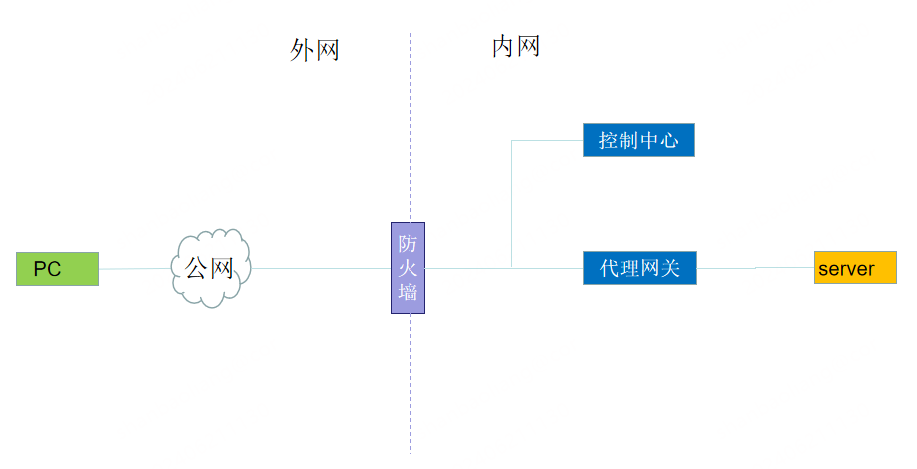 外网
内网
控制中心
防火墙
PC
公网
代理网关
server